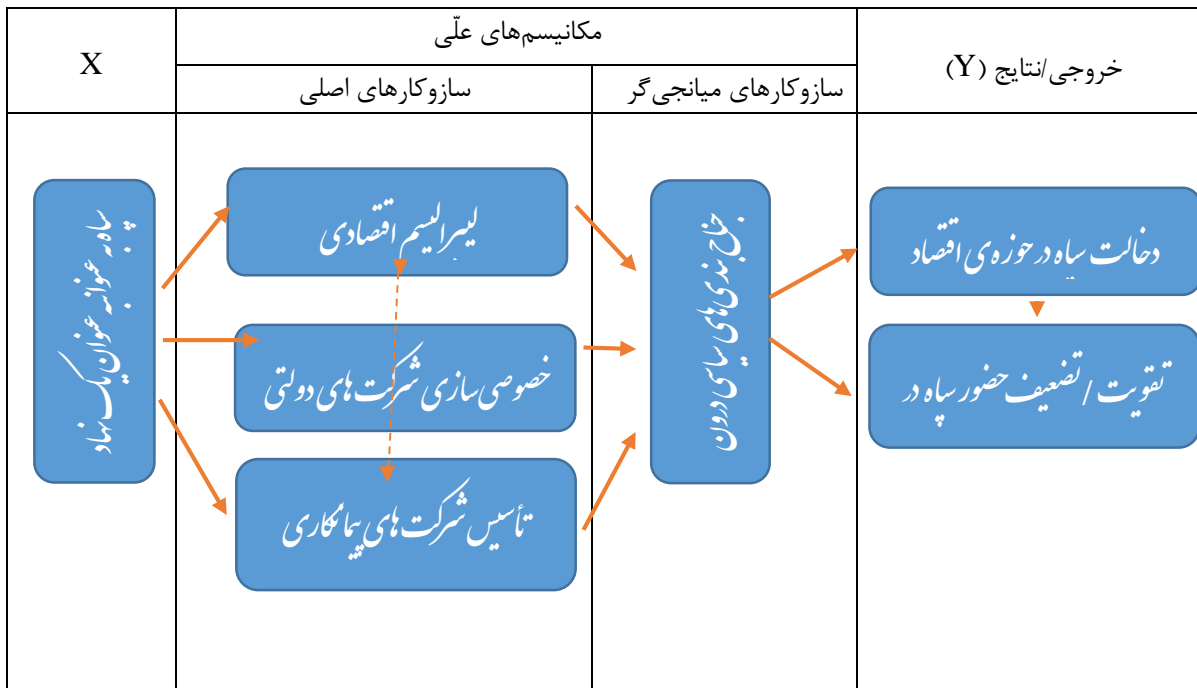 مکانیسم‌های علّی
X
خروجی/نتایج (Y)
سازوکارهای اصلی
سازوکارهای میانجی‌گر
سپاه به عنوانبه عنوان یک نهاد
لیبرالیسم اقتصادی
خصوصی سازی شرکت های دولتی
تأسیس شرکت های پیمانکاری
جناح بندی های سیاسی درون
دخالت سپاه در حوزه ی اقتصاد
تقویت / تضعیف حضور سپاه در